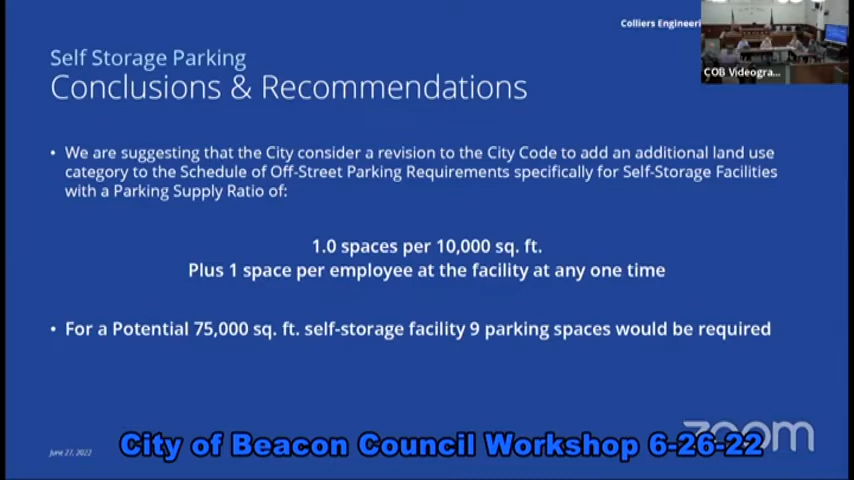 Colliers Engineeri
COB Videogra...
Self Storage Parking
Conclusions & Recommendations
• We are suggesting that the City consider a revision to the City Code to add an additional land use
category to the Schedule of Off-Street Parking Requirements specifically for Self-Storage Facilities
with a Parking Supply Ratio of:
1.0 spaces per 10,000 sq. ft.
Plus 1 space per employee at the facility at any one time
• For a Potential 75,000 sq. ft. self-storage facility 9 parking spaces would be required
zoom
City of Beacon Council Workshop 6-26-22
June 27, 2022